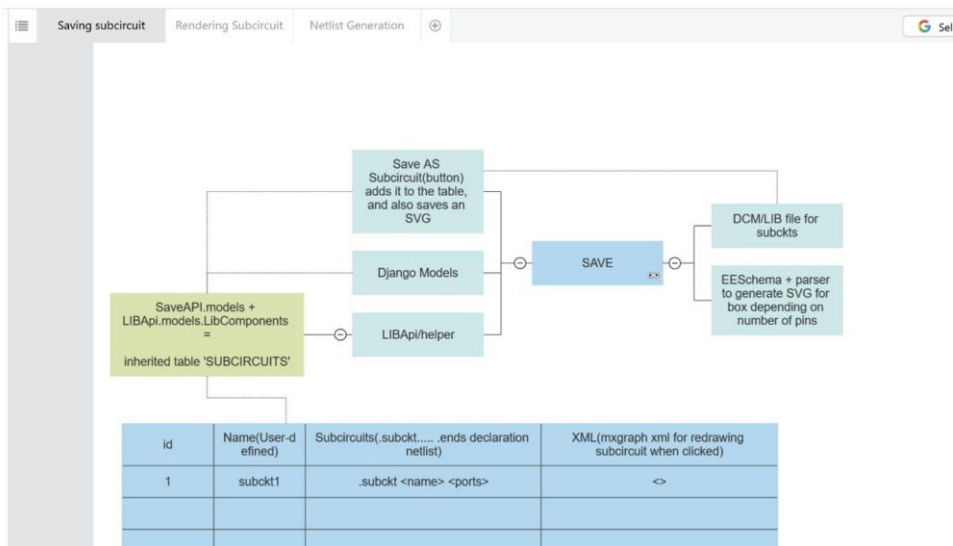 Saving subcircuit
Rendering Subcircuit
Netlist Generation
Sel
Save AS
Subcircuit(button)
adds it to the table,
and also saves an
SVG
Django Models
LIBApi/helper
SAVE
DCM/LIB file for
subckts
EESchema + parser
to generate SVG for
box depending on
number of pins
SaveAPI.models +
LIBApi.models.LibComponents
=
inherited table 'SUBCIRCUITS'
id
Name(User-d
efined)
Subcircuits(.subckt..... .ends declaration
netlist)
XML(mxgraph xml for redrawing
subcircuit when clicked)
1
subckt1
.subckt <name> <ports>
<>